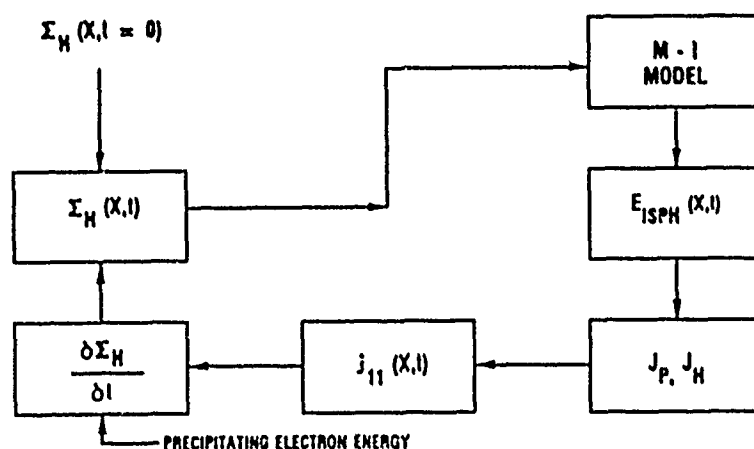 Σ_H (X,t = 0)
M - I
MODEL
Σ_H (X,t)
E_ISPH (X,t)
δΣ_H
δt
j_11 (X,t)
J_P, J_H
PRECIPITATING ELECTRON ENERGY